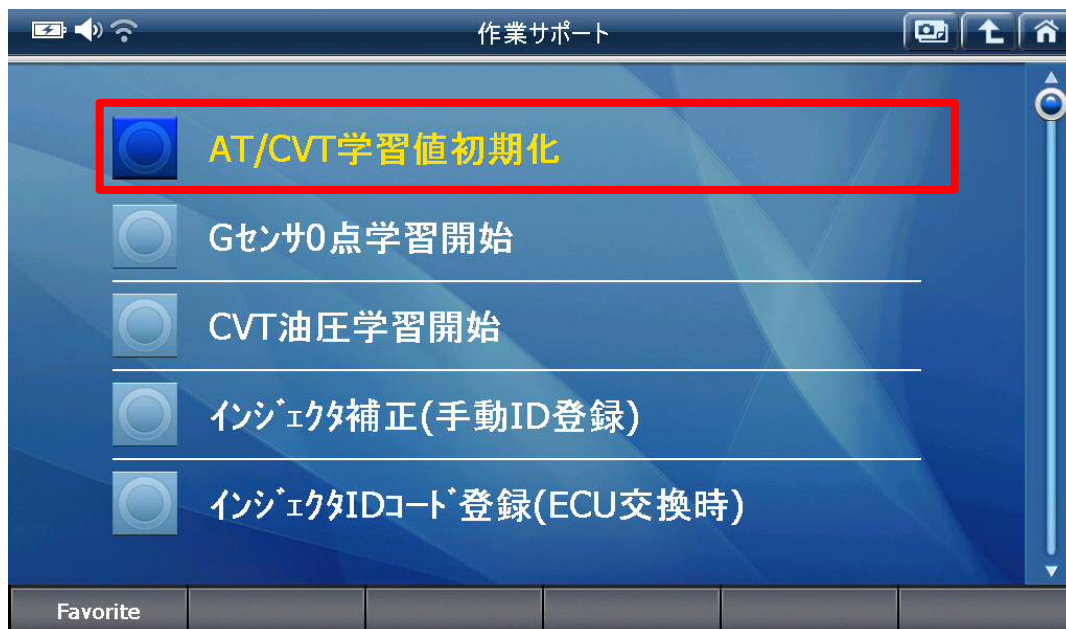 作業サポート
AT/CVT学習値初期化
Gｾﾝｻ0点学習開始
CVT油圧学習開始
ｲﾝｼﾞｪｸﾀ補正(手動ID登録)
ｲﾝｼﾞｪｸﾀIDｺｰﾄﾞ登録(ECU交換時)
Favorite